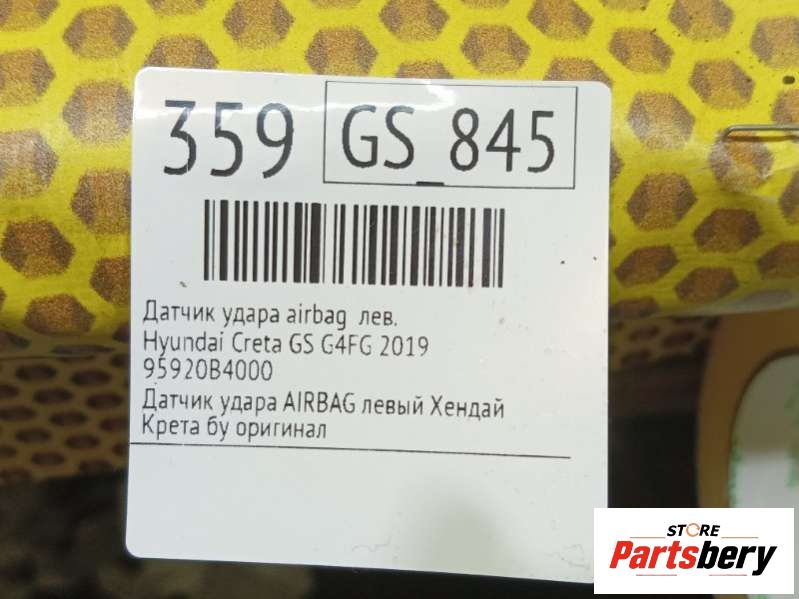 359 GS_845
Датчик удара airbag лев.
Hyundai Creta GS G4FG 2019
95920B4000
Датчик удара AIRBAG левый Хендай
Крета бу оригинал
STORE
Partsbery